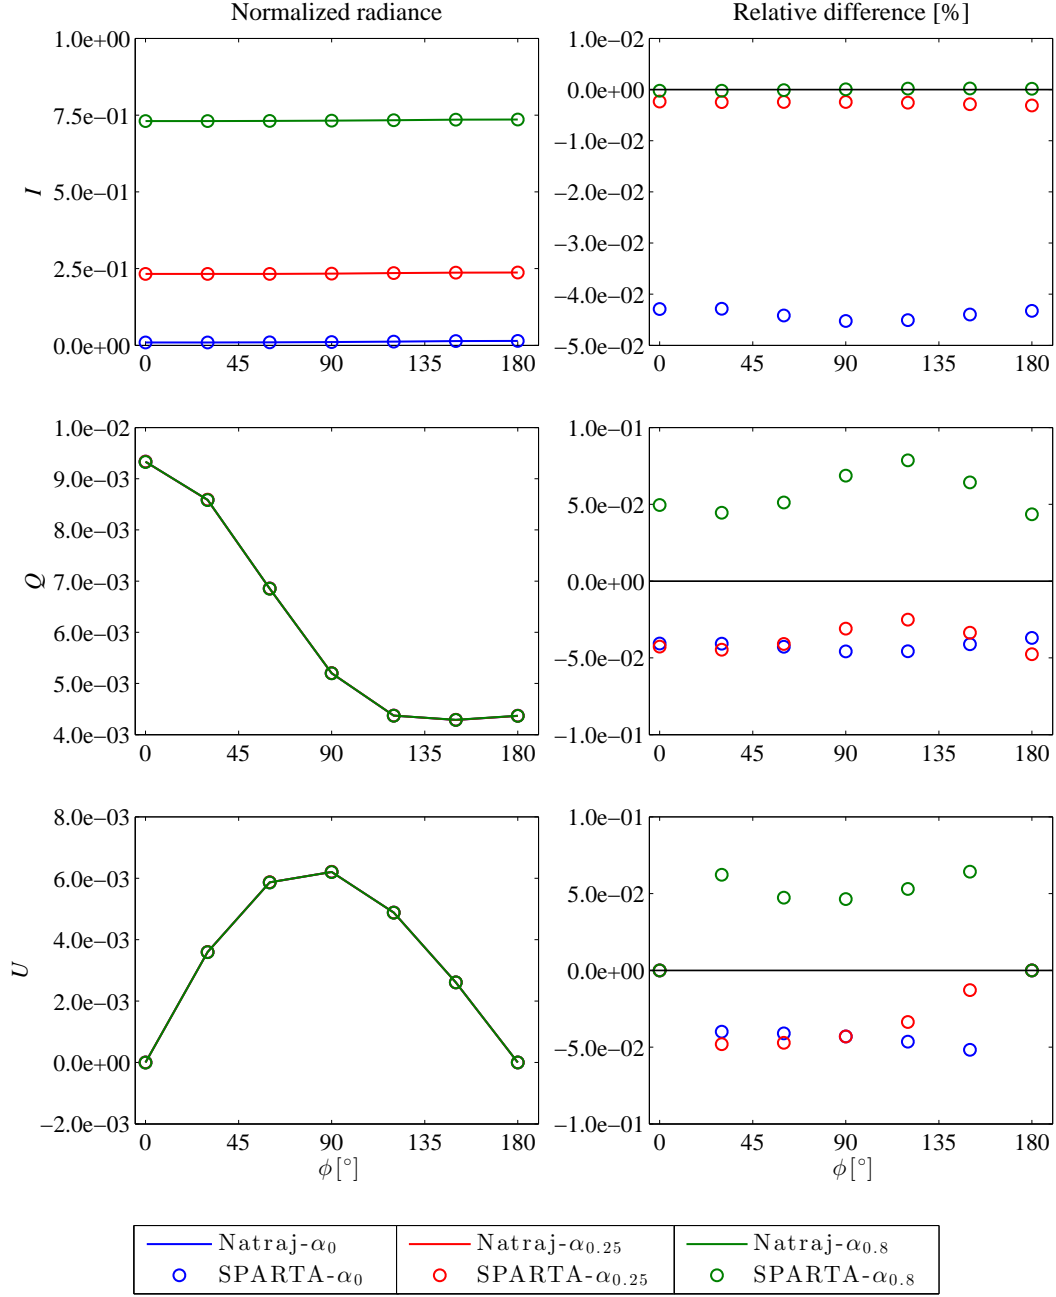 Normalized radiance
Relative difference [%]
1.0e+00
7.5e−01
5.0e−01
2.5e−01
0.0e+00
I
0 45 90 135 180
1.0e−02
0.0e+00
−1.0e−02
−2.0e−02
−3.0e−02
−4.0e−02
−5.0e−02
0 45 90 135 180
1.0e−02
9.0e−03
8.0e−03
7.0e−03
6.0e−03
5.0e−03
4.0e−03
Q
0 45 90 135 180
1.0e−01
5.0e−02
0.0e+00
−5.0e−02
−1.0e−01
0 45 90 135 180
8.0e−03
6.0e−03
4.0e−03
2.0e−03
0.0e+00
−2.0e−03
U
0 45 90 135 180
ϕ[°]
1.0e−01
5.0e−02
0.0e+00
−5.0e−02
−1.0e−01
0 45 90 135 180
ϕ[°]
Natraj-α₀ Natraj-α₀.₂₅ Natraj-α₀.₈
SPARTA-α₀ SPARTA-α₀.₂₅ SPARTA-α₀.₈